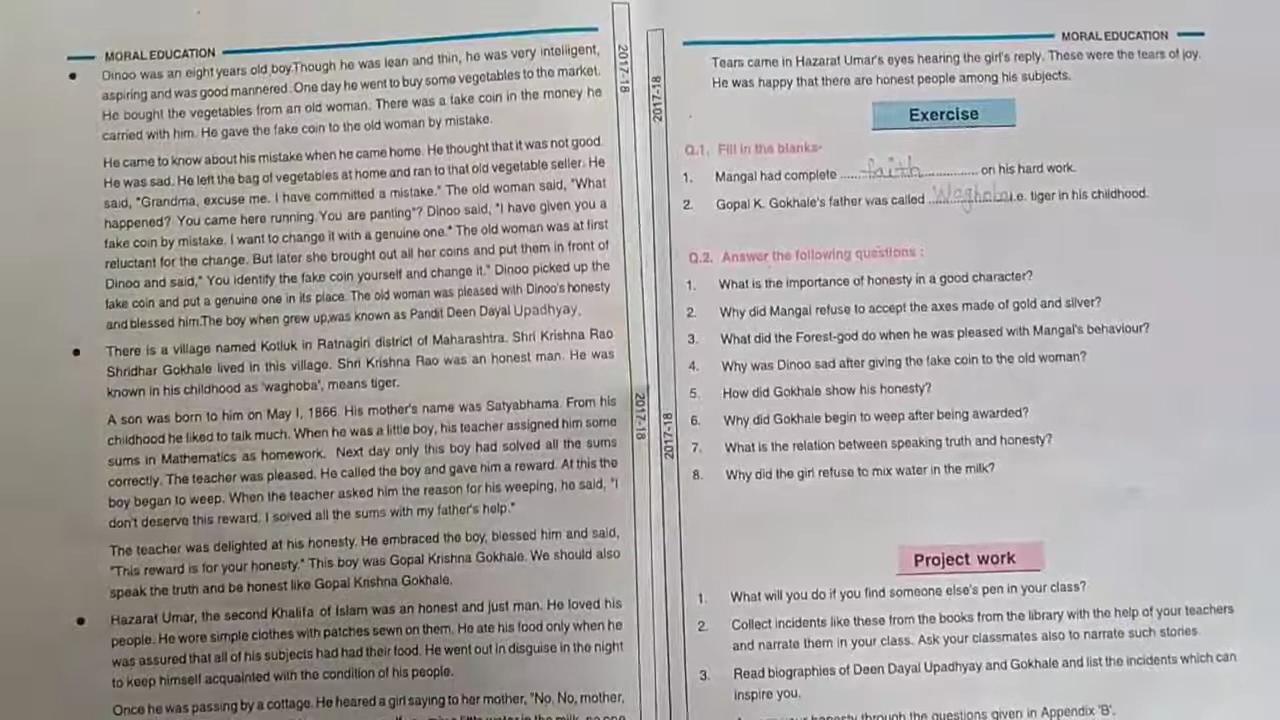 MORAL EDUCATION
Dinoo was an eight years old boy.Though he was lean and thin, he was very intelligent,
aspiring and was good mannered. One day he went to buy some vegetables to the market.
He bought the vegetables from an old woman. There was a fake coin in the money he
carried with him. He gave the fake coin to the old woman by mistake.
He came to know about his mistake when he came home. He thought that it was not good.
He was sad. He left the bag of vegetables at home and ran to that old vegetable seller. He
said, "Grandma, excuse me. I have committed a mistake." The old woman said, "What
happened? You came here running. You are panting"? Dinoo said, "I have given you a
fake coin by mistake. I want to change it with a genuine one." The old woman was at first
reluctant for the change. But later she brought out all her coins and put them in front of
Dinoo and said," You identify the fake coin yourself and change it." Dinoo picked up the
fake coin and put a genuine one in its place. The old woman was pleased with Dinoo's honesty
and blessed him.The boy when grew up,was known as Pandit Deen Dayal Upadhyay.
There is a village named Kotluk in Ratnagiri district of Maharashtra. Shri Krishna Rao
Shridhar Gokhale lived in this village. Shri Krishna Rao was an honest man. He was
known in his childhood as 'waghoba', means tiger.
A son was born to him on May I, 1866. His mother's name was Satyabhama. From his
childhood he liked to talk much. When he was a little boy, his teacher assigned him some
sums in Mathematics as homework. Next day only this boy had solved all the sums
correctly. The teacher was pleased. He called the boy and gave him a reward. At this the
boy began to weep. When the teacher asked him the reason for his weeping, he said, "I
don't deserve this reward. I solved all the sums with my father's help."
The teacher was delighted at his honesty. He embraced the boy, blessed him and said,
"This reward is for your honesty." This boy was Gopal Krishna Gokhale. We should also
speak the truth and be honest like Gopal Krishna Gokhale.
Hazarat Umar, the second Khalifa of Islam was an honest and just man. He loved his
people. He wore simple clothes with patches sewn on them. He ate his food only when he
was assured that all of his subjects had had their food. He went out in disguise in the night
to keep himself acquainted with the condition of his people.
Once he was passing by a cottage. He heared a girl saying to her mother, "No, No, mother,
2017-18
2017-18
2017-18
2017-18
MORAL EDUCATION
Tears came in Hazarat Umar's eyes hearing the girl's reply. These were the tears of joy.
He was happy that there are honest people among his subjects.
Exercise
Q.1. Fill in the blanks-
1. Mangal had complete ......faith.................. on his hard work.
2. Gopal K. Gokhale's father was called ..Waghoba i.e. tiger in his childhood.
Q.2. Answer the following questions :
1. What is the importance of honesty in a good character?
2. Why did Mangal refuse to accept the axes made of gold and silver?
3. What did the Forest-god do when he was pleased with Mangal's behaviour?
4. Why was Dinoo sad after giving the fake coin to the old woman?
5. How did Gokhale show his honesty?
6. Why did Gokhale begin to weep after being awarded?
7. What is the relation between speaking truth and honesty?
8. Why did the girl refuse to mix water in the milk?
Project work
1. What will you do if you find someone else's pen in your class?
2. Collect incidents like these from the books from the library with the help of your teachers
and narrate them in your class. Ask your classmates also to narrate such stories.
3. Read biographies of Deen Dayal Upadhyay and Gokhale and list the incidents which can
inspire you.
honesty through the questions given in Appendix 'B'.